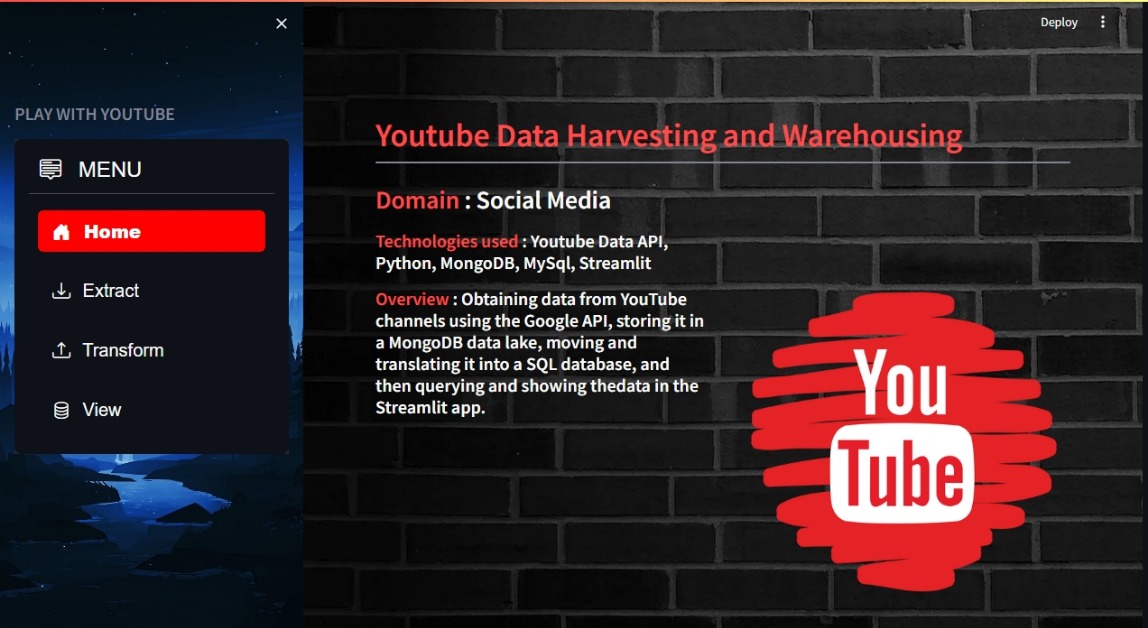 Deploy
PLAY WITH YOUTUBE
MENU
Home
Extract
Transform
View
Youtube Data Harvesting and Warehousing
Domain : Social Media
Technologies used : Youtube Data API,
Python, MongoDB, MySql, Streamlit
Overview : Obtaining data from YouTube
channels using the Google API, storing it in
a MongoDB data lake, moving and
translating it into a SQL database, and
then querying and showing thedata in the
Streamlit app.
You
Tube